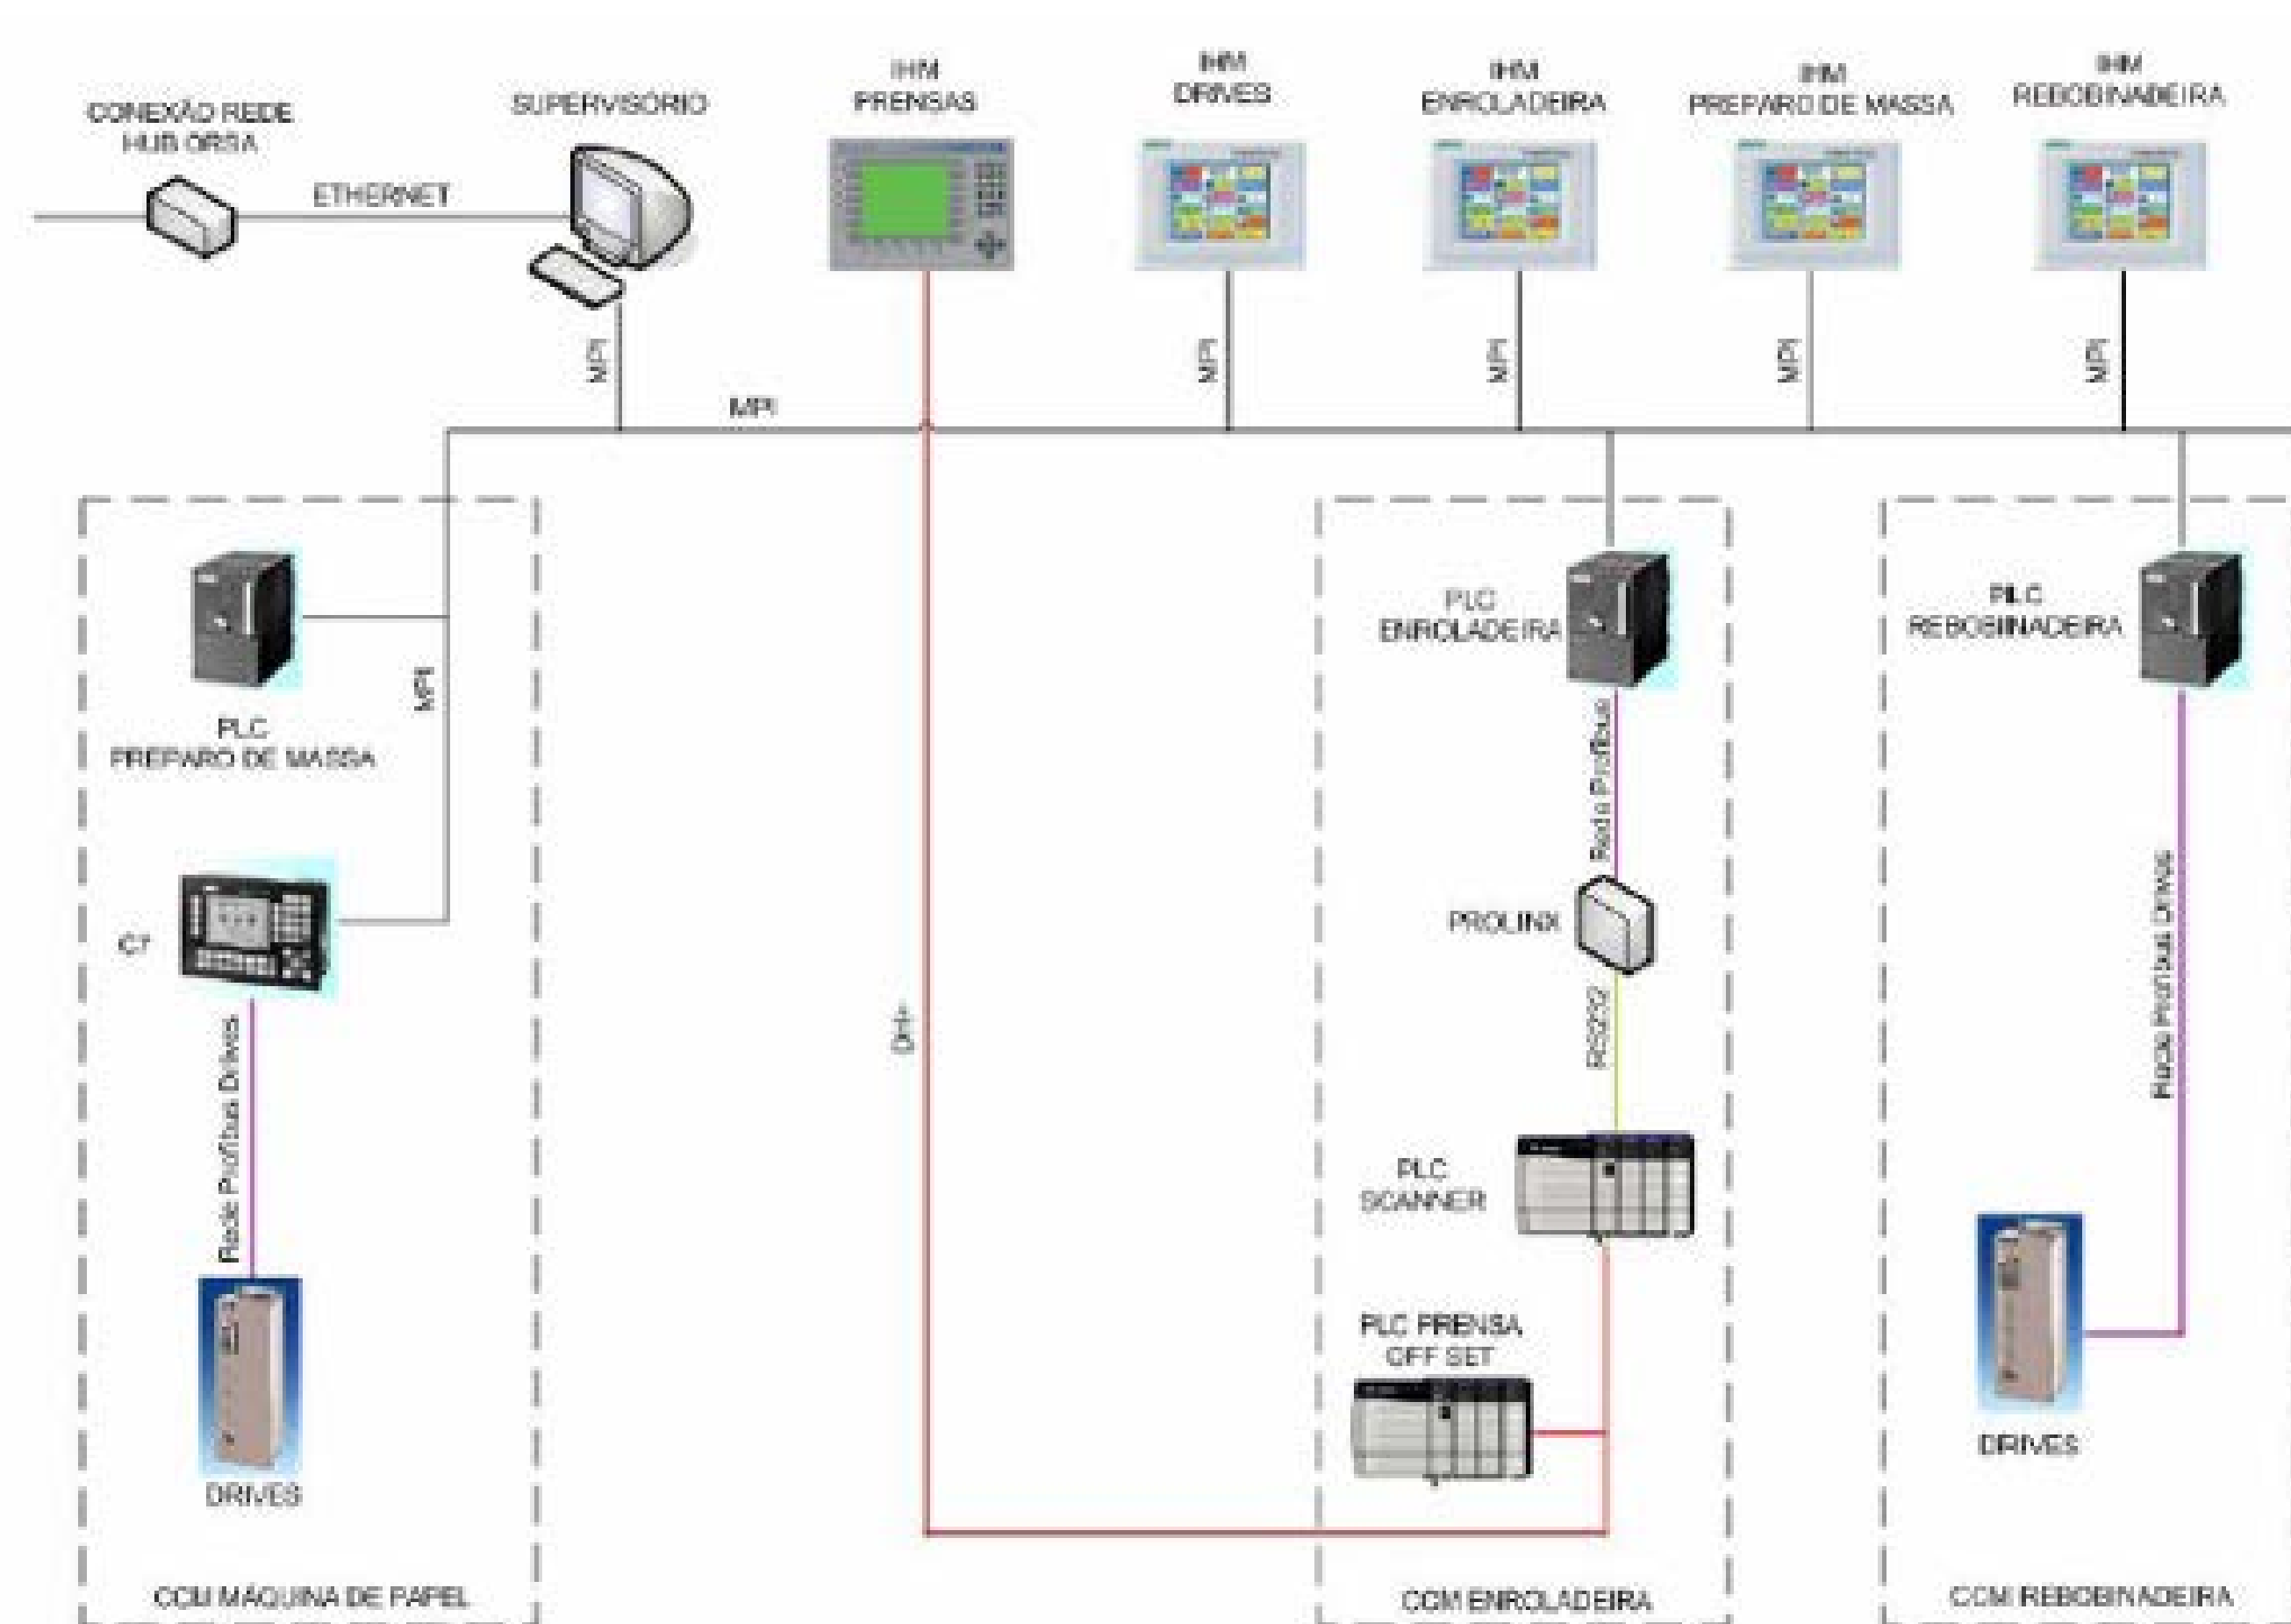 CONEXÃO REDE
HUB ORSA
ETHERNET
SUPERVISÓRIO
IHM
PRENSAS
IHM
DRIVES
IHM
ENROLADEIRA
IHM
PREPARO DE MASSA
IHM
REBOBINADEIRA
MPI
MPI
MPI
MPI
MPI
MPI
PLC
PREPARO DE MASSA
MPI
C7
Rede Profibus Drives
DRIVES
CCM MÁQUINA DE PAPEL
DH+
PLC
ENROLADEIRA
Rede Profibus
PROLINX
RS232
PLC
SCANNER
PLC PRENSA
OFF SET
CCM ENROLADEIRA
PLC
REBOBINADEIRA
Rede Profibus Drives
DRIVES
CCM REBOBINADEIRA